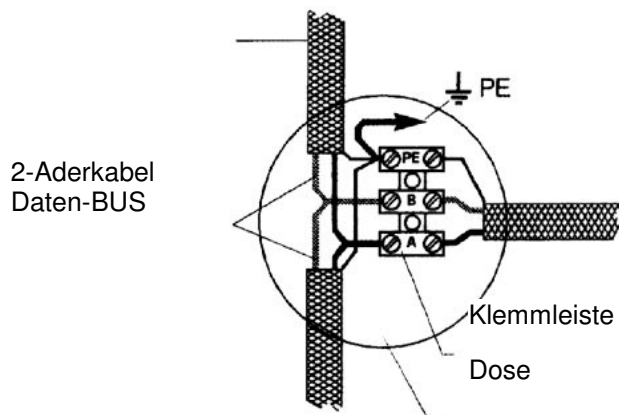 PE
2-Aderkabel
Daten-BUS
PE
B
A
Klemmleiste
Dose